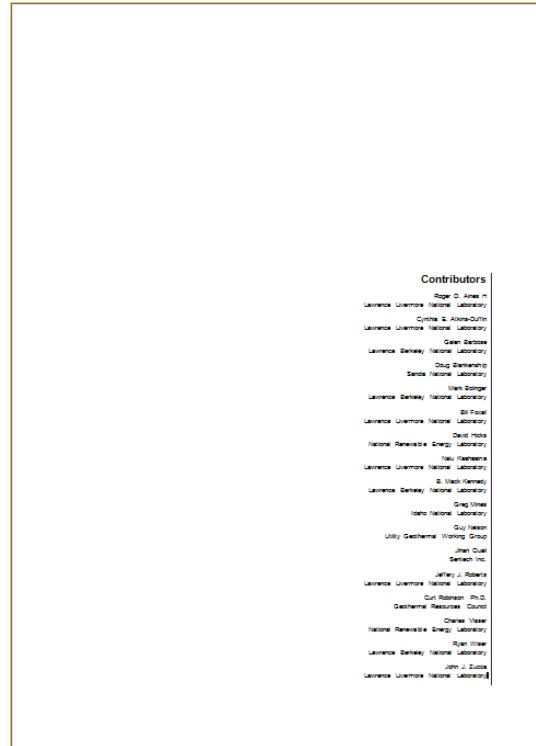 Contributors
Roger D. Aines H
Lawrence Livermore National Laboratory
Cynthia E. Atkins-Duffin
Lawrence Livermore National Laboratory
Galen Barbose
Lawrence Berkeley National Laboratory
Doug Blankenship
Sandia National Laboratory
Mark Bolinger
Lawrence Berkeley National Laboratory
Bill Foxall
Lawrence Livermore National Laboratory
David Hicks
National Renewable Energy Laboratory
Lawrence Livermore National Laboratory
B. Mack Kennedy
Lawrence Berkeley National Laboratory
Greg Mines
Idaho National Laboratory
Guy Nelson
Utility Geothermal Working Group
Jihan Quail
Sentech Inc.
Jeffery J. Roberts
Lawrence Livermore National Laboratory
Curt Robinson Ph.D.
Geothermal Resources Council
Charles Visser
National Renewable Energy Laboratory
Ryan Wiser
Lawrence Berkeley National Laboratory
John J. Zucca
Lawrence Livermore National Laboratory